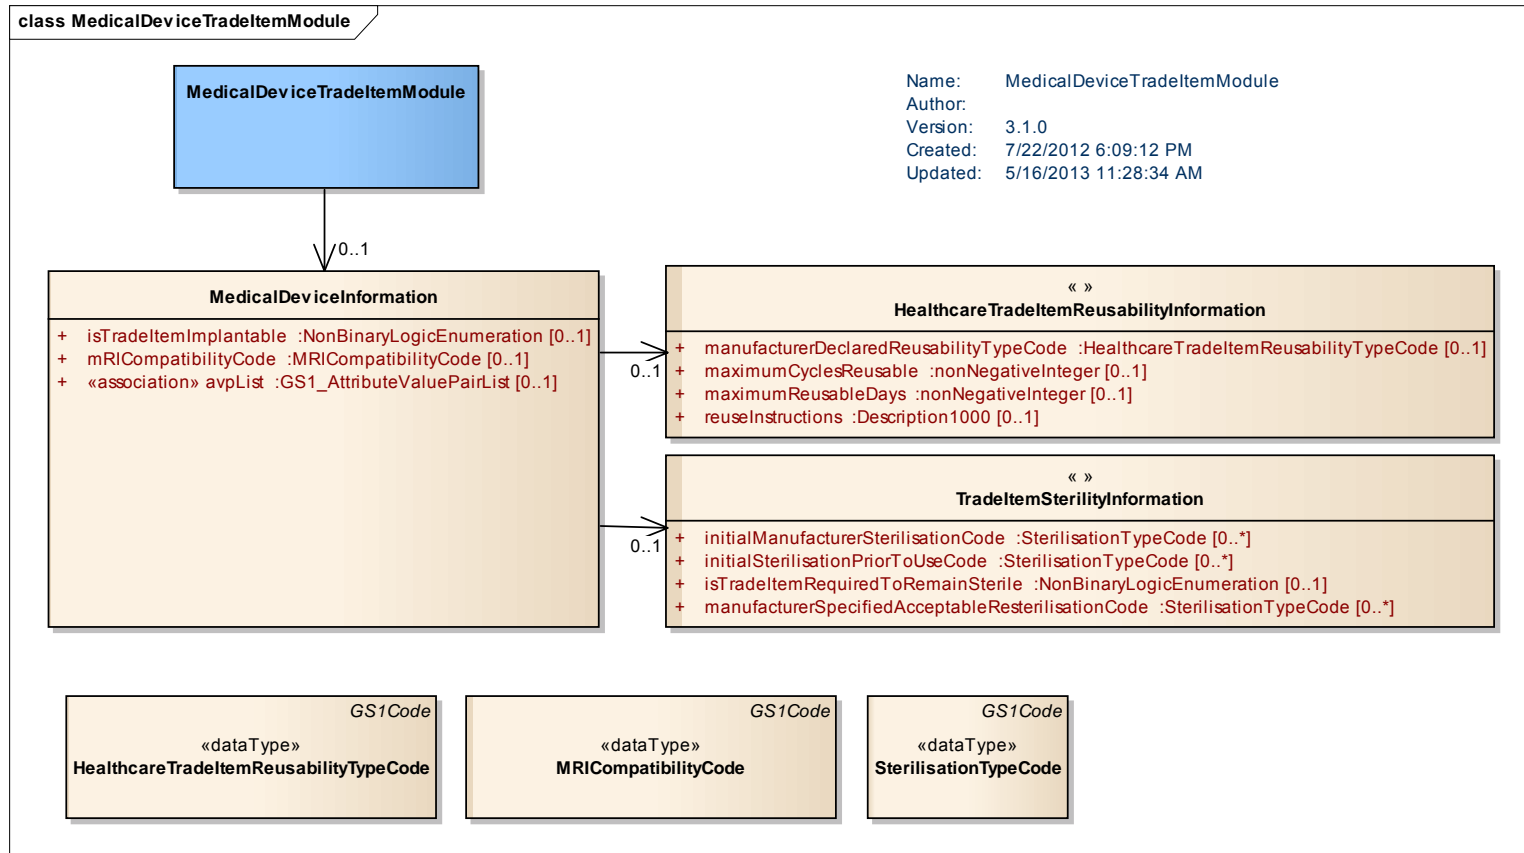 class MedicalDeviceTradeItemModule
MedicalDeviceTradeItemModule
Name: MedicalDeviceTradeItemModule
Author:
Version: 3.1.0
Created: 7/22/2012 6:09:12 PM
Updated: 5/16/2013 11:28:34 AM
0..1
MedicalDeviceInformation
+ isTradeItemImplantable :NonBinaryLogicEnumeration [0..1]
+ mRICompatibilityCode :MRICompatibilityCode [0..1]
+ «association» avpList :GS1_AttributeValuePairList [0..1]
0..1
« »
HealthcareTradeItemReusabilityInformation
+ manufacturerDeclaredReusabilityTypeCode :HealthcareTradeItemReusabilityTypeCode [0..1]
+ maximumCyclesReusable :nonNegativeInteger [0..1]
+ maximumReusableDays :nonNegativeInteger [0..1]
+ reuseInstructions :Description1000 [0..1]
0..1
« »
TradeItemSterilityInformation
+ initialManufacturerSterilisationCode :SterilisationTypeCode [0..*]
+ initialSterilisationPriorToUseCode :SterilisationTypeCode [0..*]
+ isTradeItemRequiredToRemainSterile :NonBinaryLogicEnumeration [0..1]
+ manufacturerSpecifiedAcceptableResterilisationCode :SterilisationTypeCode [0..*]
GS1Code
«dataType»
HealthcareTradeItemReusabilityTypeCode
GS1Code
«dataType»
MRICompatibilityCode
GS1Code
«dataType»
SterilisationTypeCode